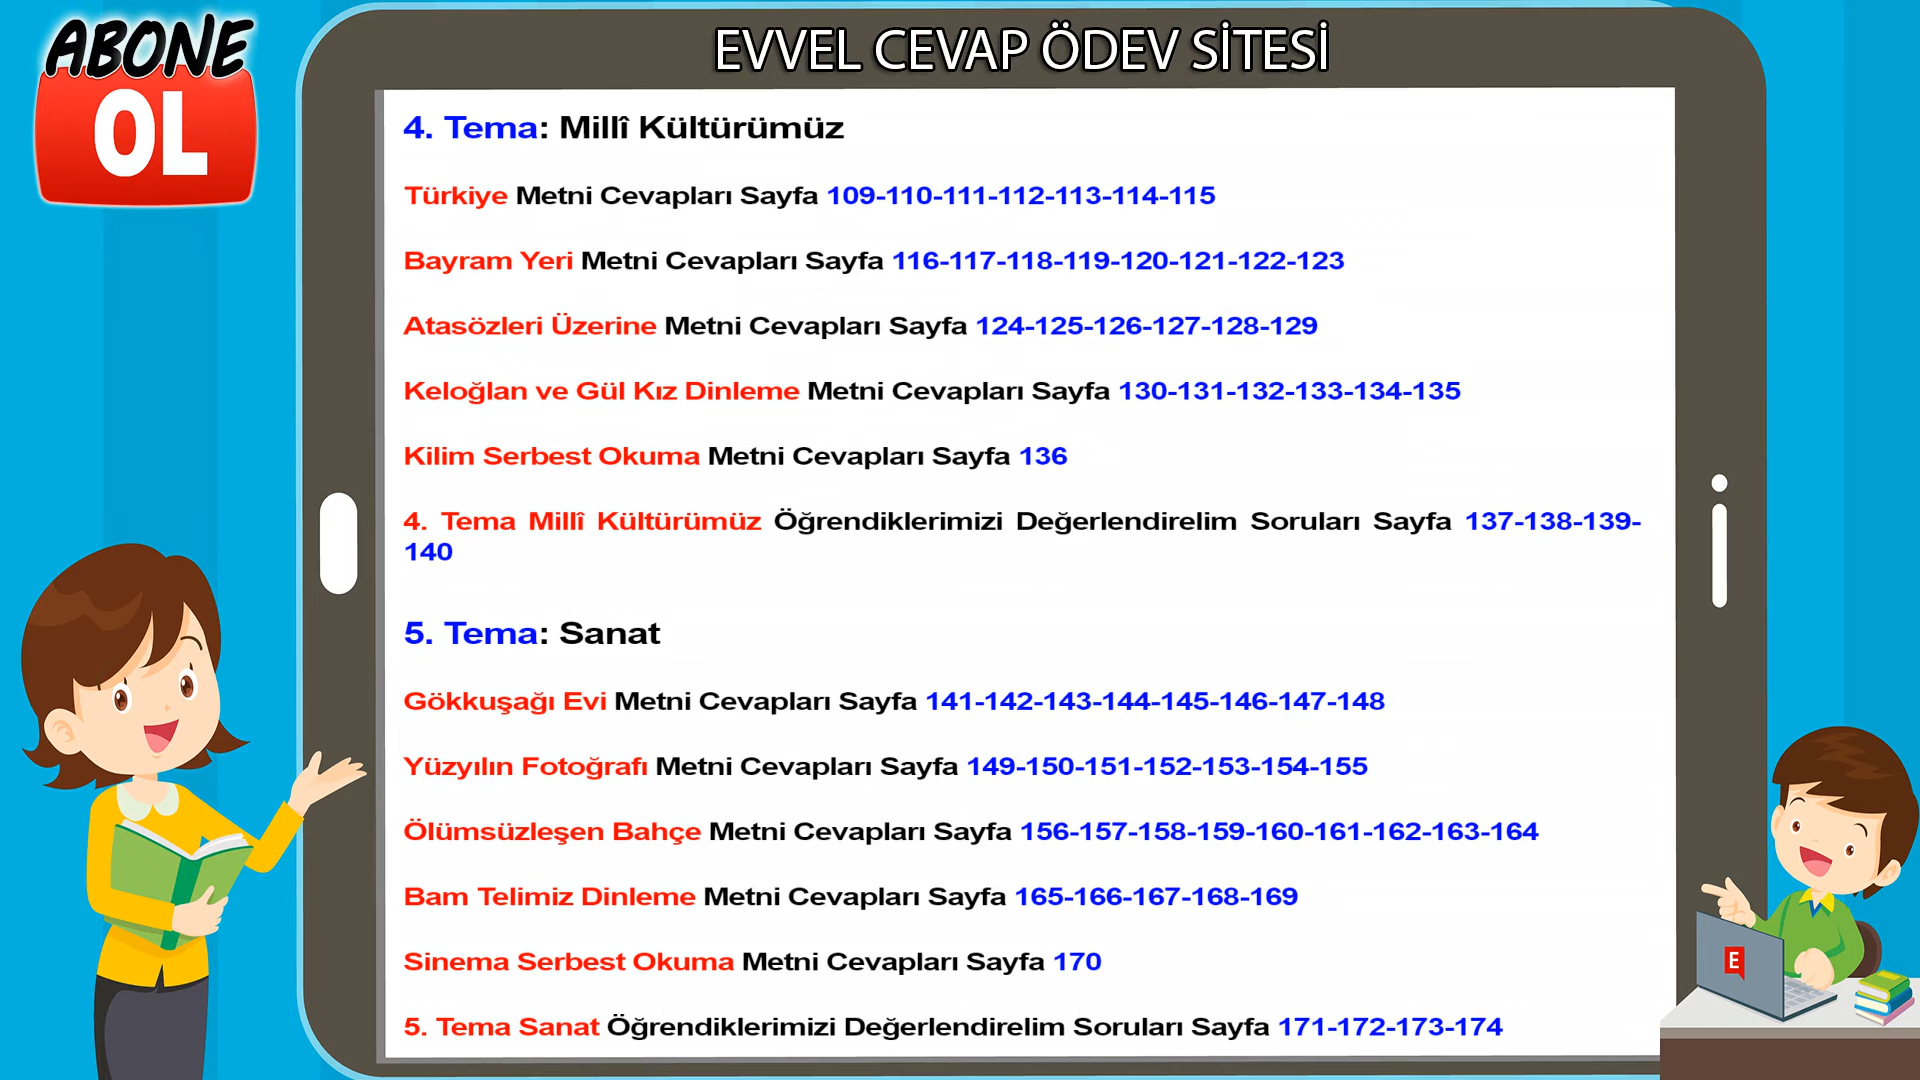 ABONE
OL
EVVEL CEVAP ÖDEV SİTESİ
4. Tema: Millî Kültürümüz
Türkiye Metni Cevapları Sayfa 109-110-111-112-113-114-115
Bayram Yeri Metni Cevapları Sayfa 116-117-118-119-120-121-122-123
Atasözleri Üzerine Metni Cevapları Sayfa 124-125-126-127-128-129
Keloğlan ve Gül Kız Dinleme Metni Cevapları Sayfa 130-131-132-133-134-135
Kilim Serbest Okuma Metni Cevapları Sayfa 136
4. Tema Millî Kültürümüz Öğrendiklerimizi Değerlendirelim Soruları Sayfa 137-138-139-
140
5. Tema: Sanat
Gökkuşağı Evi Metni Cevapları Sayfa 141-142-143-144-145-146-147-148
Yüzyılın Fotoğrafı Metni Cevapları Sayfa 149-150-151-152-153-154-155
Ölümsüzleşen Bahçe Metni Cevapları Sayfa 156-157-158-159-160-161-162-163-164
Bam Telimiz Dinleme Metni Cevapları Sayfa 165-166-167-168-169
Sinema Serbest Okuma Metni Cevapları Sayfa 170
5. Tema Sanat Öğrendiklerimizi Değerlendirelim Soruları Sayfa 171-172-173-174
E